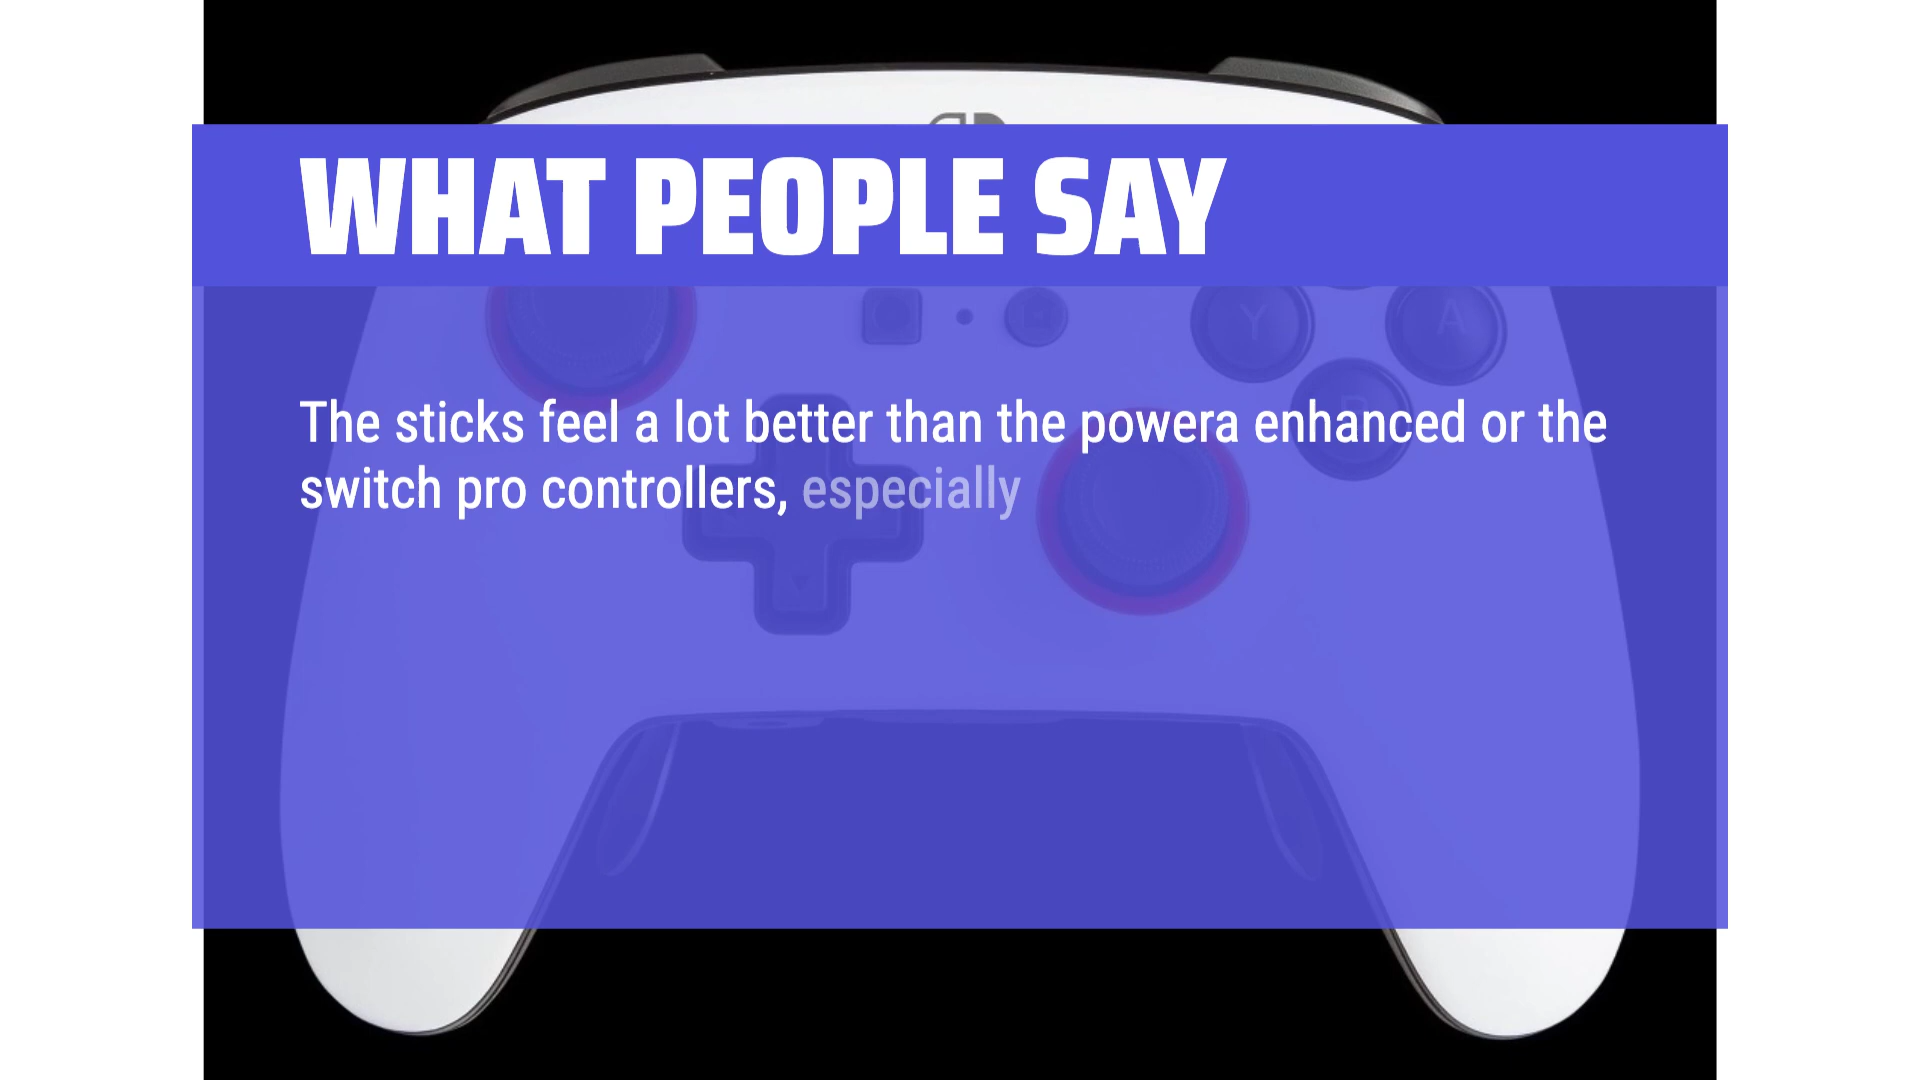 WHAT PEOPLE SAY
Y
A
B
The sticks feel a lot better than the powera enhanced or the
switch pro controllers, especially